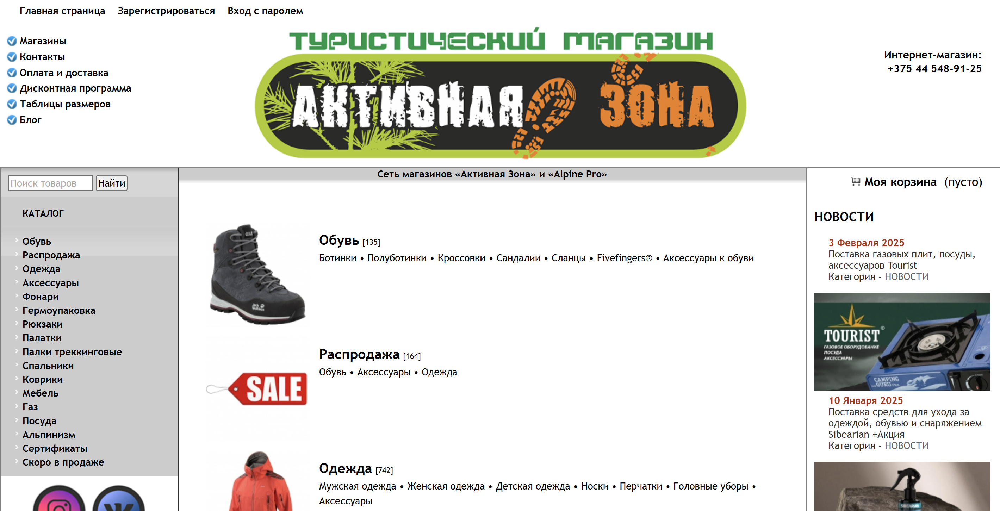 Главная страница Зарегистрироваться Вход с паролем
Магазины
Контакты
Оплата и доставка
Дисконтная программа
Таблицы размеров
Блог
ТУРИСТИЧЕСКИЙ МАГАЗИН
АКТИВНАЯ ЗОНА
Интернет-магазин:
+375 44 548-91-25
Поиск товаров Найти
КАТАЛОГ
Обувь
Распродажа
Одежда
Аксессуары
Фонари
Гермоупаковка
Рюкзаки
Палатки
Палки треккинговые
Спальники
Коврики
Мебель
Газ
Посуда
Альпинизм
Сертификаты
Скоро в продаже
Сеть магазинов «Активная Зона» и «Alpine Pro»
Обувь [135]
Ботинки • Полуботинки • Кроссовки • Сандалии • Сланцы • Fivefingers® • Аксессуары к обуви
Jack
Wolfskin
Распродажа [164]
Обувь • Аксессуары • Одежда
SALE
Одежда [742]
Мужская одежда • Женская одежда • Детская одежда • Носки • Перчатки • Головные уборы •
Аксессуары
Моя корзина (пусто)
НОВОСТИ
3 Февраля 2025
Поставка газовых плит, посуды,
аксессуаров Tourist
Категория - НОВОСТИ
TOURIST©
ГАЗОВОЕ ОБОРУДОВАНИЕ
ПОСУДА
АКСЕССУАРЫ
CAMPING
GURU Plus
10 Января 2025
Поставка средств для ухода за
одеждой, обувью и снаряжением
Sibearian +Акция
Категория - НОВОСТИ
SIBEARIAN